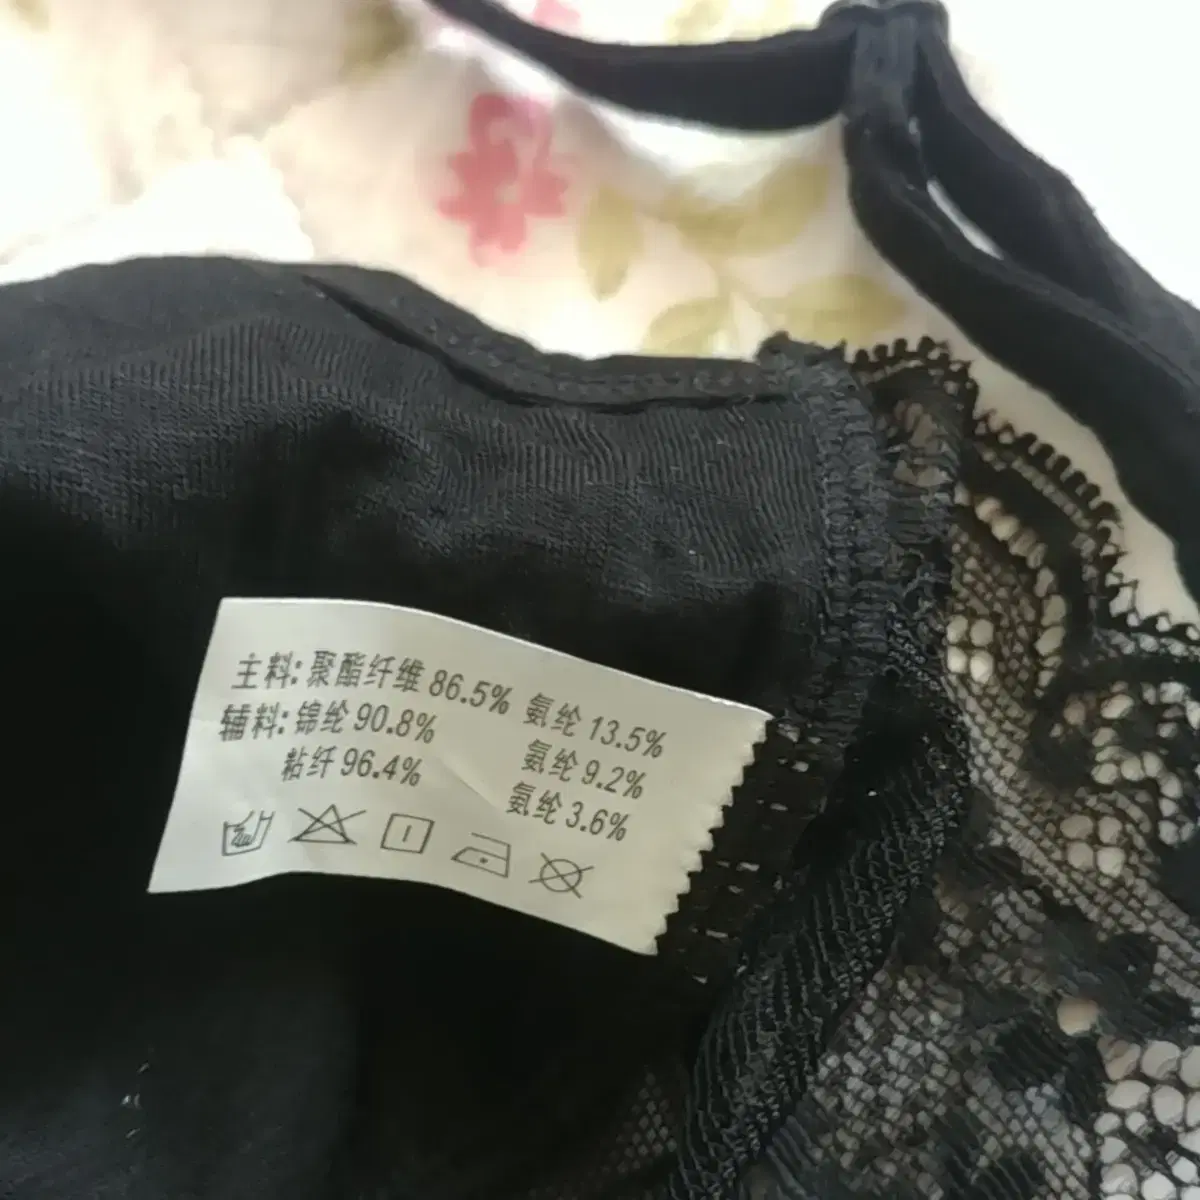 主料: 聚酯纤维 86.5% 氨纶 13.5%
辅料: 锦纶 90.8% 氨纶 9.2%
粘纤 96.4% 氨纶 3.6%